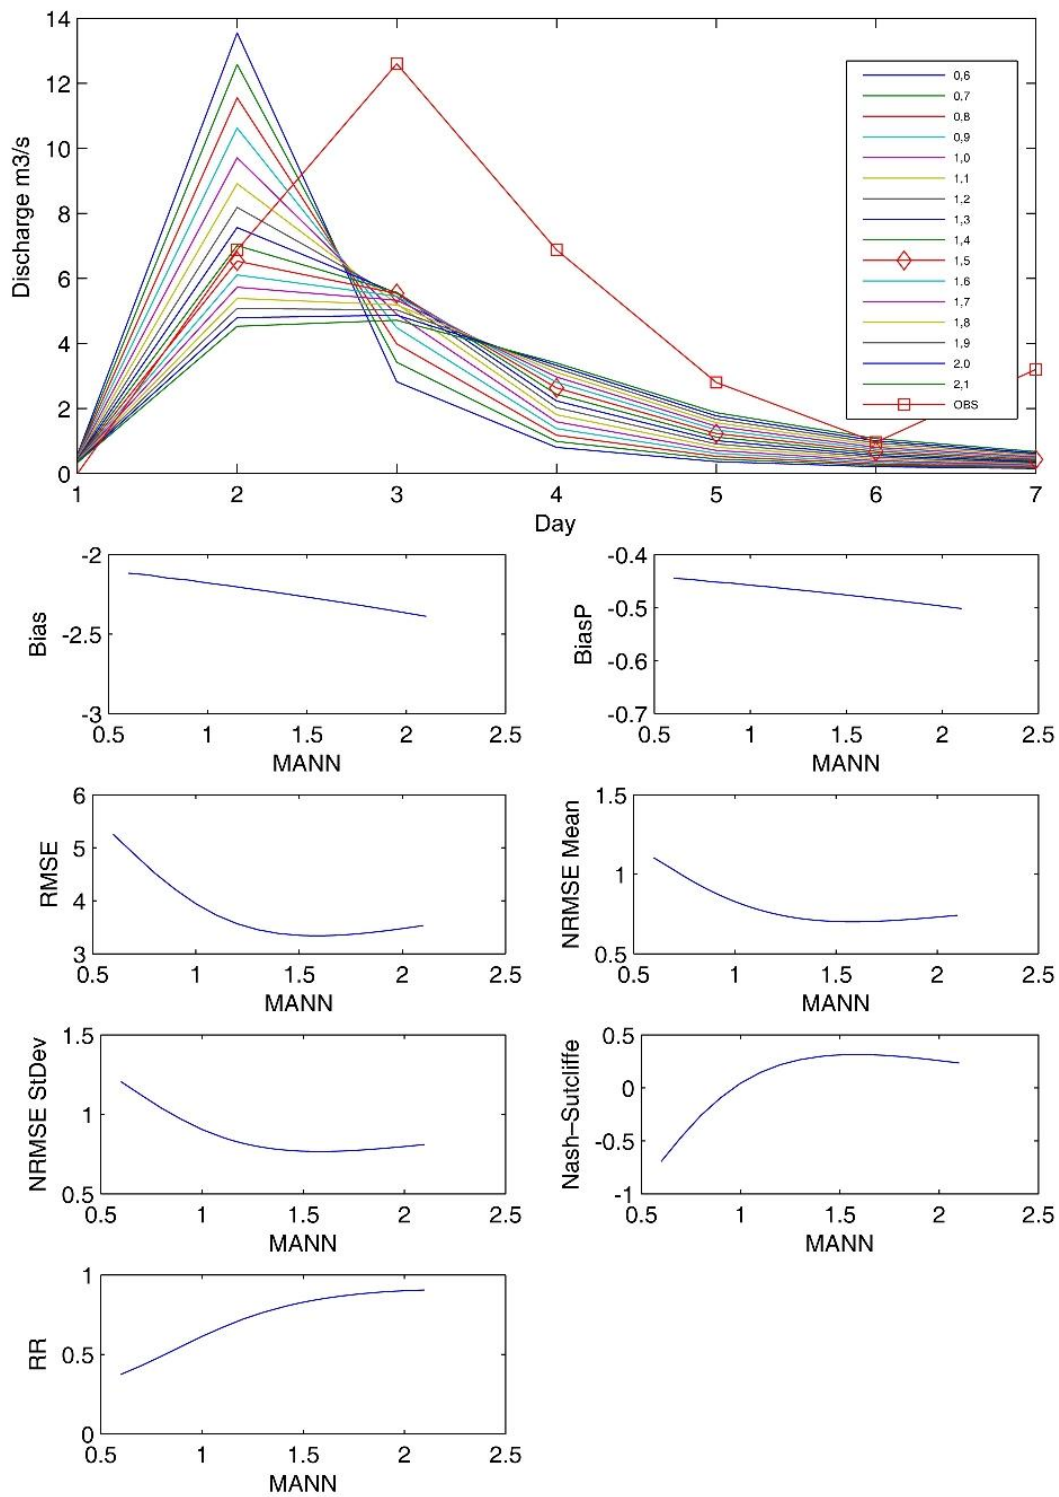 14
12
10
8
6
4
2
0
Discharge m3/s
0,6
0,7
0,8
0,9
1,0
1,1
1,2
1,3
1,4
1,5
1,6
1,7
1,8
1,9
2,0
2,1
OBS
1 2 3 4 5 6 7
Day
-2
-2.5
-3
Bias
0.5 1 1.5 2 2.5
MANN
-0.4
-0.5
-0.6
-0.7
BiasP
0.5 1 1.5 2 2.5
MANN
6
5
4
3
RMSE
0.5 1 1.5 2 2.5
MANN
1.5
1
0.5
NRMSE Mean
0.5 1 1.5 2 2.5
MANN
1.5
1
0.5
NRMSE StDev
0.5 1 1.5 2 2.5
MANN
0.5
0
-0.5
-1
Nash-Sutcliffe
0.5 1 1.5 2 2.5
MANN
1
0.5
0
RR
0.5 1 1.5 2 2.5
MANN